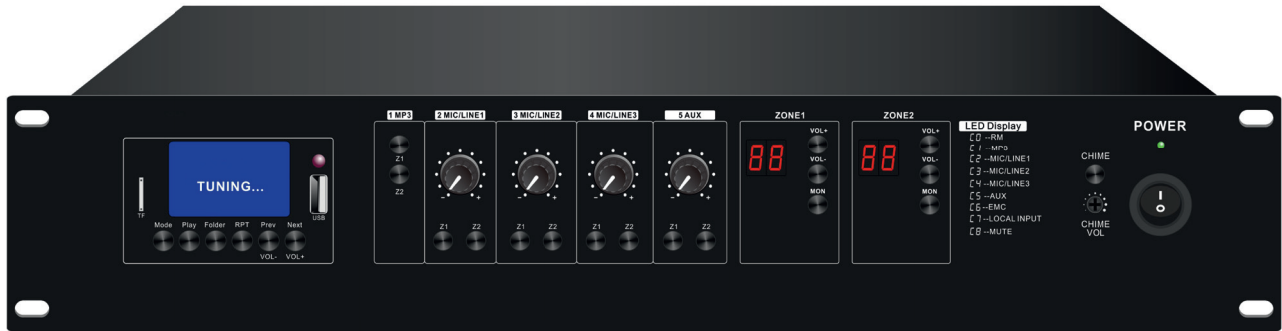 TUNING...
TF
USB
Mode Play Folder RPT Prev Next
VOL- VOL+
1 MP3
Z1
Z2
2 MIC/LINE1
- +
Z1 Z2
3 MIC/LINE2
- +
Z1 Z2
4 MIC/LINE3
- +
Z1 Z2
5 AUX
- +
Z1 Z2
ZONE1
88
VOL+
VOL-
MON
ZONE2
88
VOL+
VOL-
MON
LED Display
C0 --RM
C1 --MP3
C2 --MIC/LINE1
C3 --MIC/LINE2
C4 --MIC/LINE3
C5 --AUX
C6 --EMC
C7 --LOCAL INPUT
C8 --MUTE
CHIME
CHIME
VOL
POWER
I
O